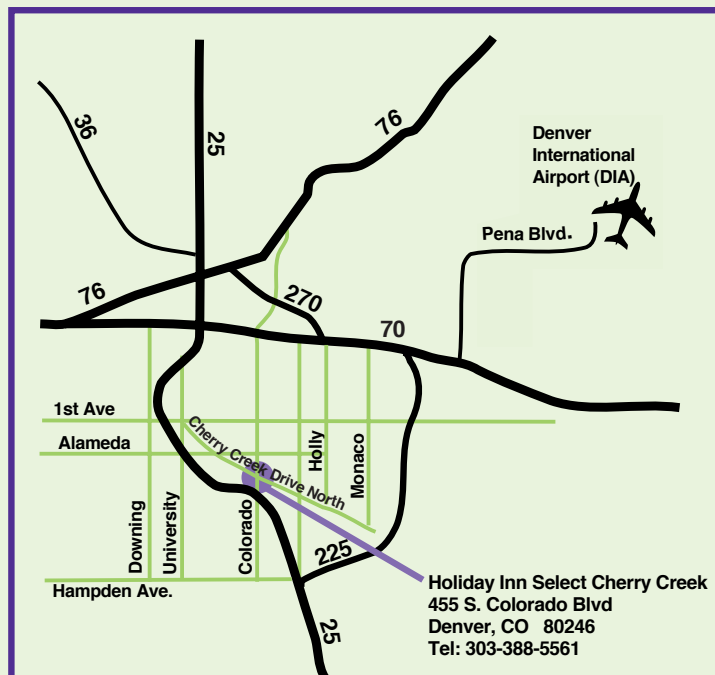 36
25
76
Denver
International
Airport (DIA)
Pena Blvd.
76
270
70
1st Ave
Alameda
Cherry Creek Drive North
Holly
Monaco
Downing
University
Colorado
225
Hampden Ave.
25
Holiday Inn Select Cherry Creek
455 S. Colorado Blvd
Denver, CO 80246
Tel: 303-388-5561